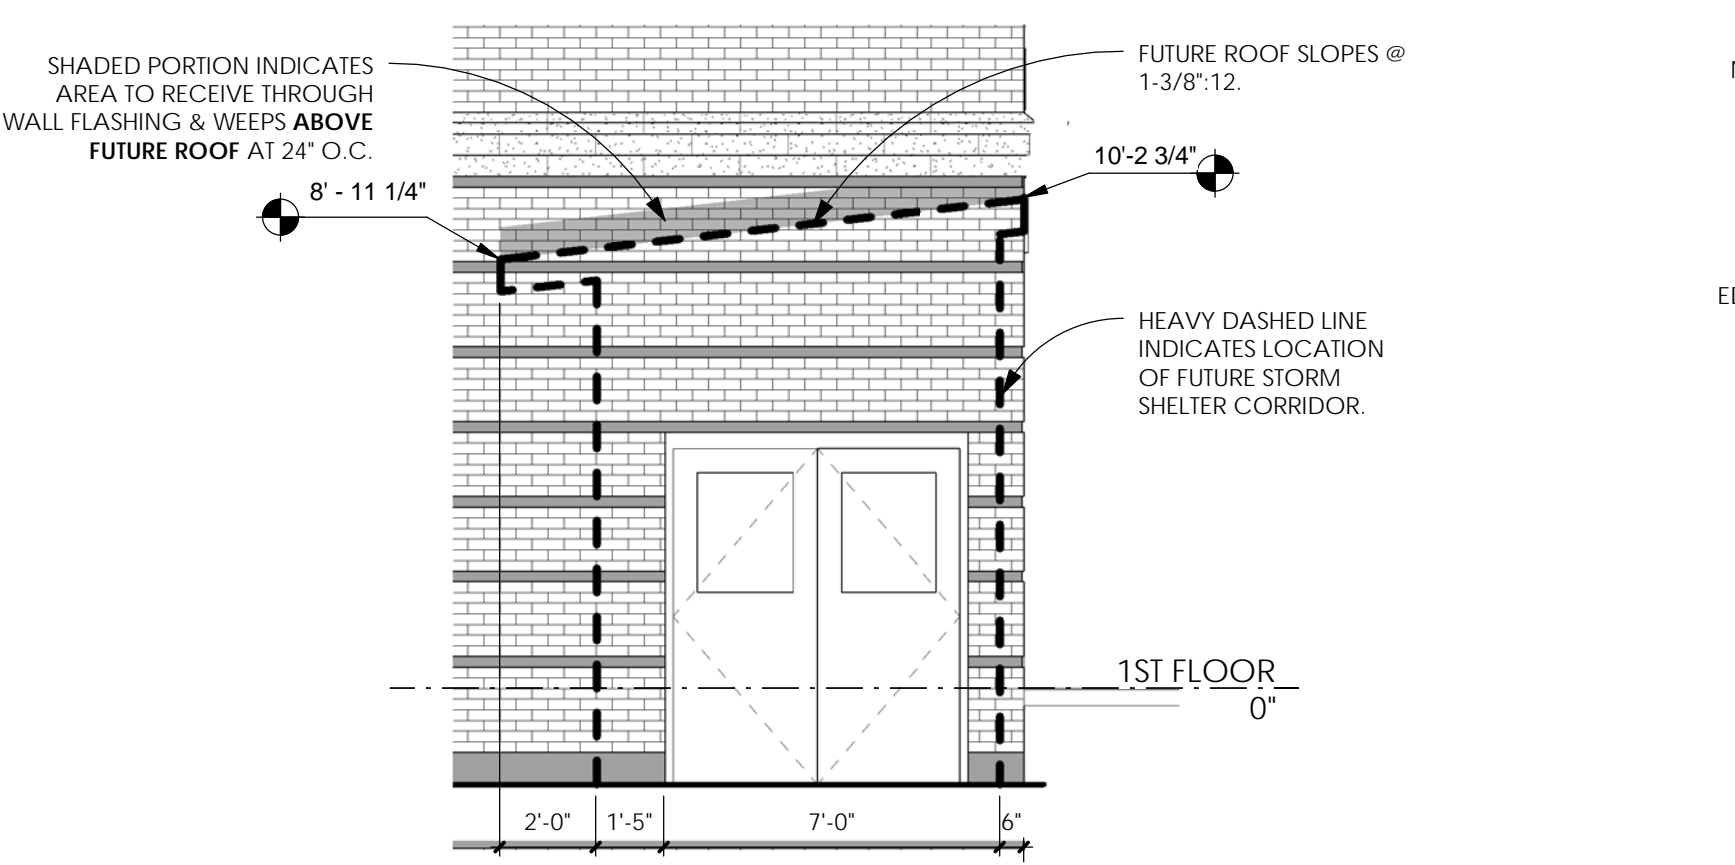 SHADED PORTION INDICATES
AREA TO RECEIVE THROUGH
WALL FLASHING & WEEPS ABOVE
FUTURE ROOF AT 24" O.C.
8' - 11 1/4"
FUTURE ROOF SLOPES @
1-3/8":12.
10'-2 3/4"
HEAVY DASHED LINE
INDICATES LOCATION
OF FUTURE STORM
SHELTER CORRIDOR.
1ST FLOOR
0"
2'-0" 1'-5" 7'-0" 6"